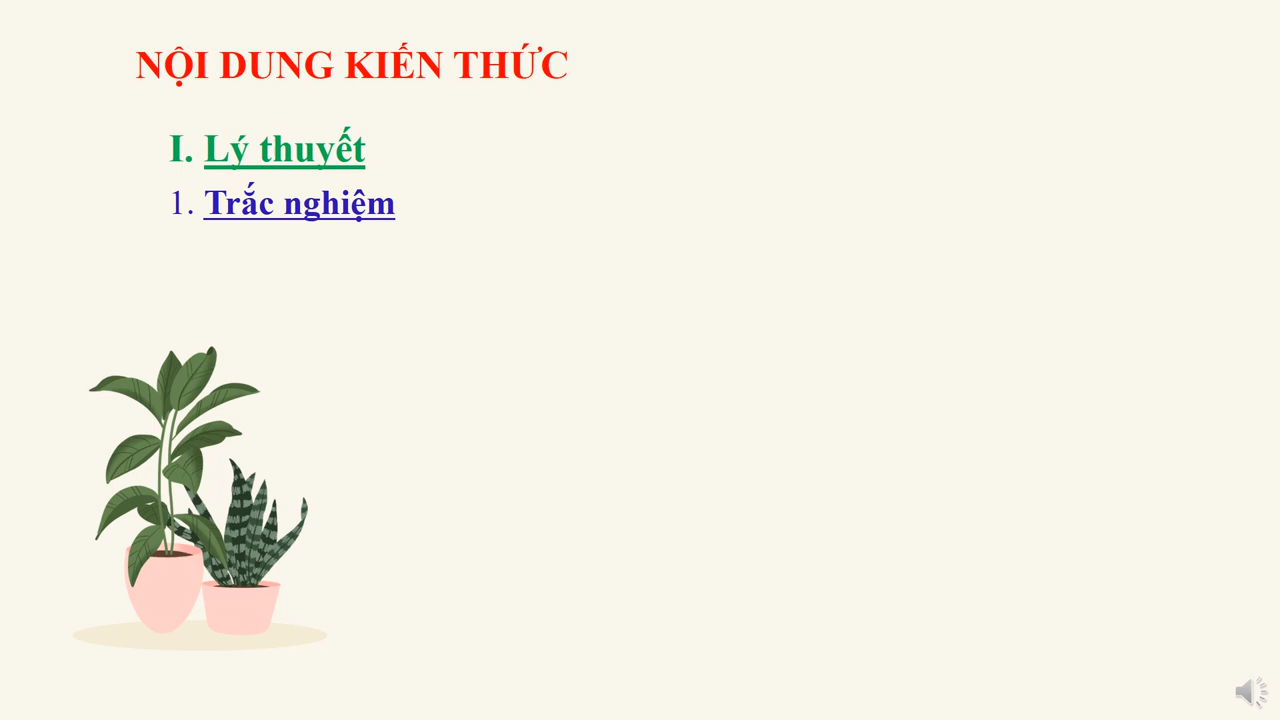 NỘI DUNG KIẾN THỨC
I. Lý thuyết
1. Trắc nghiệm